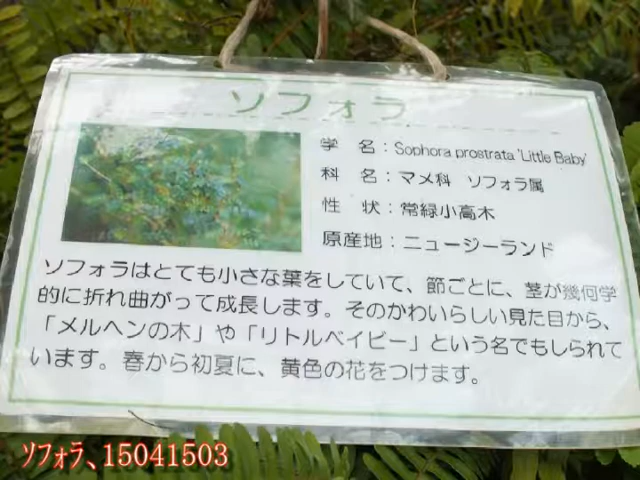 ソフォラ
学　名：Sophora prostrata 'Little Baby'
科　名：マメ科　ソフォラ属
性　状：常緑小高木
原産地：ニュージーランド
ソフォラはとても小さな葉をしていて、節ごとに、茎が幾何学
的に折れ曲がって成長します。そのかわいらしい見た目から、
「メルヘンの木」や「リトルベイビー」という名でもしられて
います。春から初夏に、黄色の花をつけます。
ｿﾌｫﾗ､15041503